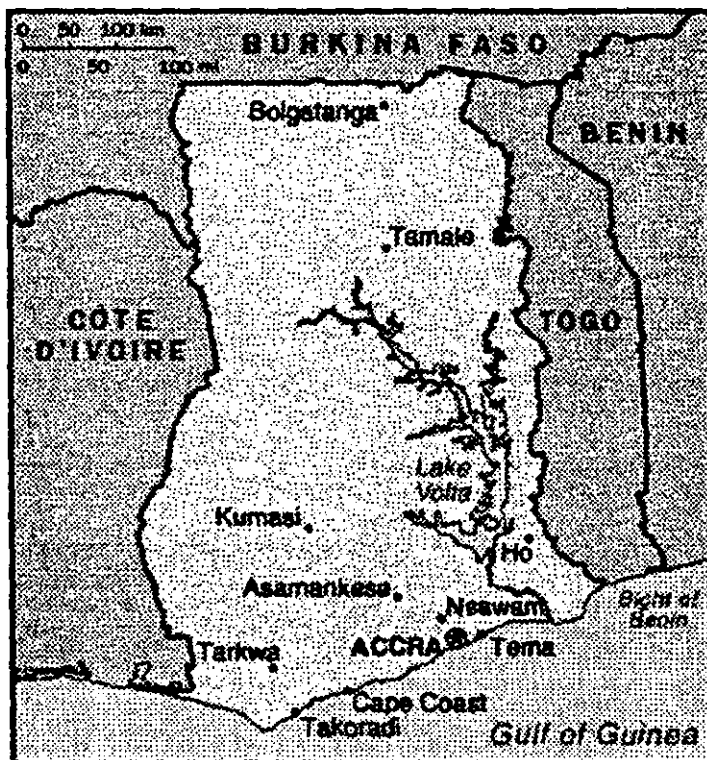 0 50 100 km
0 50 100 mi
BURKINA FASO
Bolgatanga
BENIN
Tamale
CÔTE
D'IVOIRE
TOGO
Lake
Volta
Kumasi
Ho
Asamankese
Nsawam
Bight of
Benin
ACCRA
Tema
Tarkwa
Cape Coast
Takoradi
Gulf of Guinea